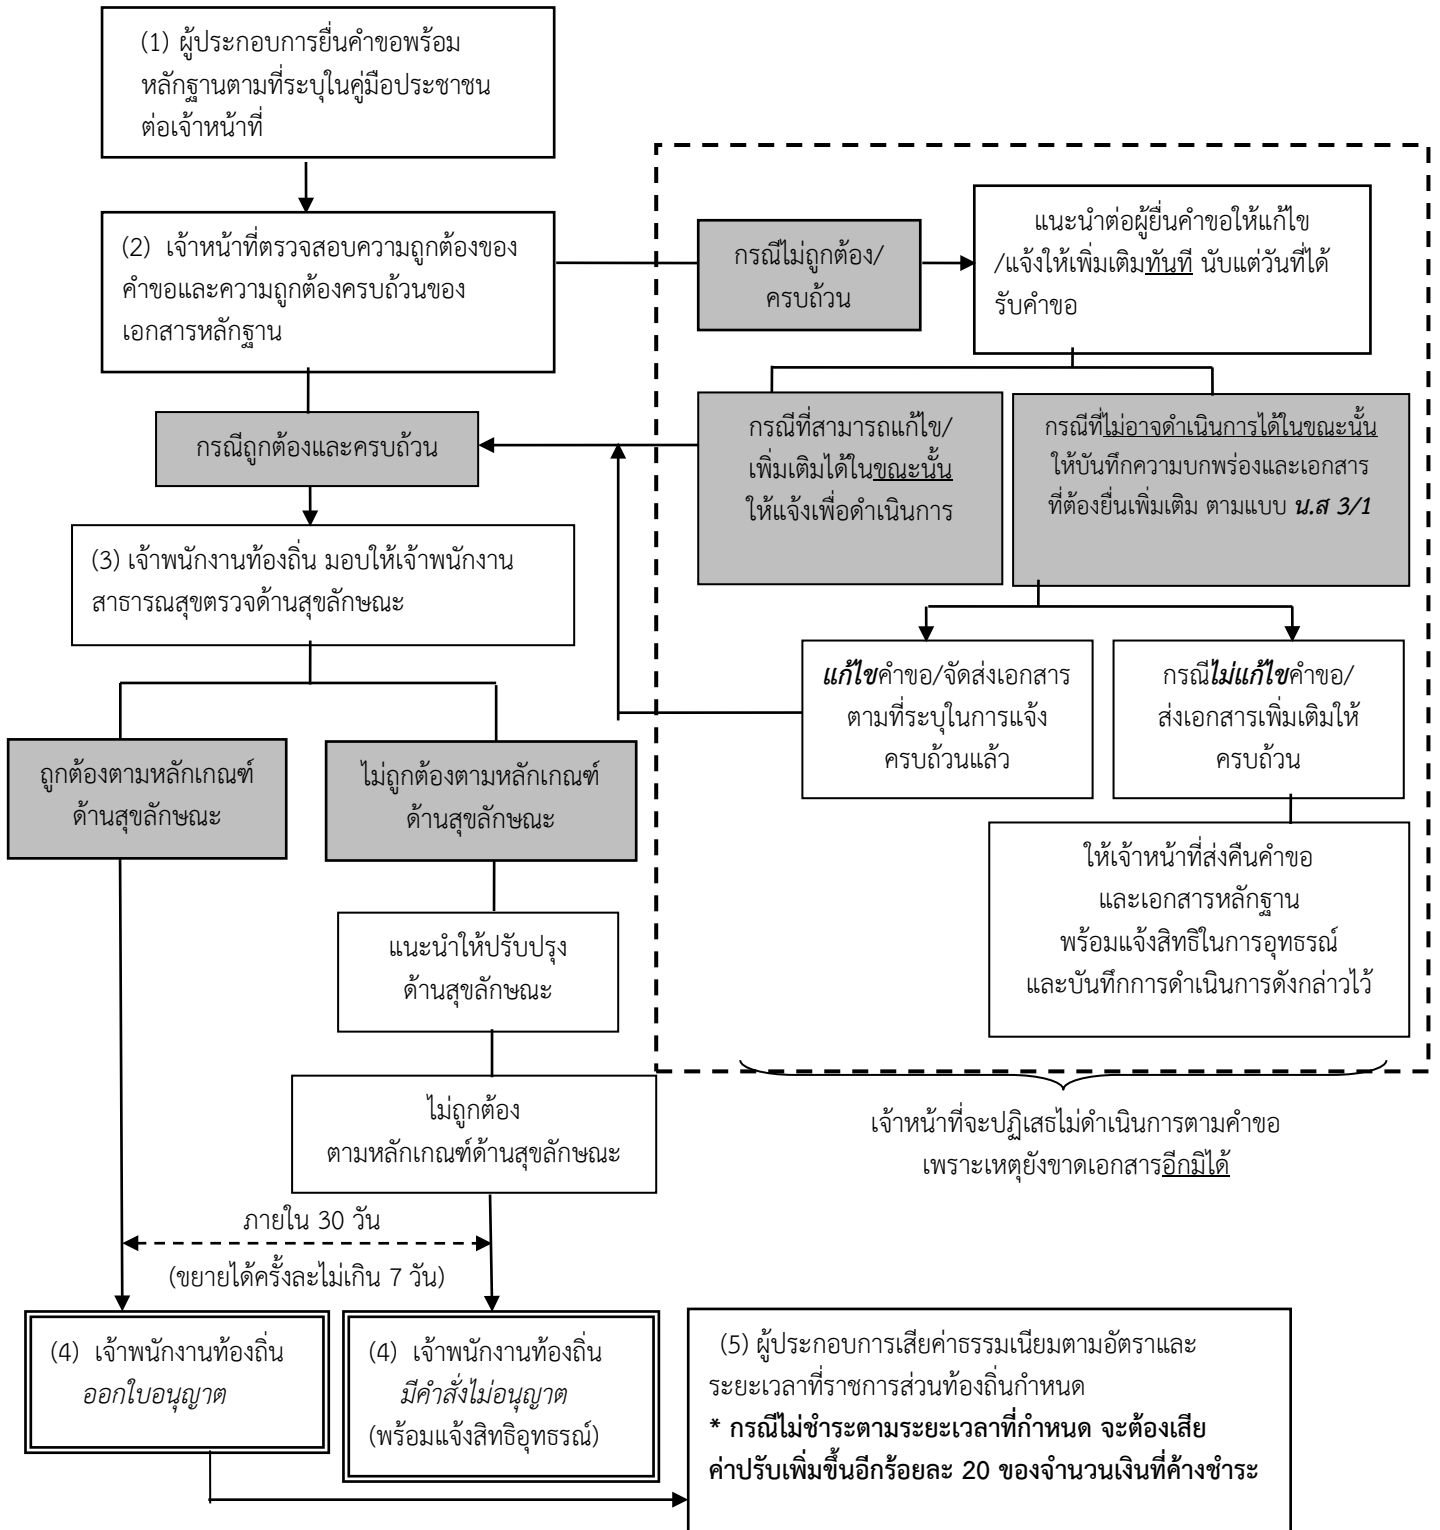 (1) ผู้ประกอบการยื่นคำขอพร้อม
หลักฐานตามที่ระบุในคู่มือประชาชน
ต่อเจ้าหน้าที่
(2) เจ้าหน้าที่ตรวจสอบความถูกต้องของ
คำขอและความถูกต้องครบถ้วนของ
เอกสารหลักฐาน
กรณีไม่ถูกต้อง/
ครบถ้วน
แนะนำต่อผู้ยื่นคำขอให้แก้ไข
/แจ้งให้เพิ่มเติมทันที นับแต่วันที่ได้
รับคำขอ
กรณีถูกต้องและครบถ้วน
กรณีที่สามารถแก้ไข/
เพิ่มเติมได้ในขณะนั้น
ให้แจ้งเพื่อดำเนินการ
กรณีที่ไม่อาจดำเนินการได้ในขณะนั้น
ให้บันทึกความบกพร่องและเอกสาร
ที่ต้องยื่นเพิ่มเติม ตามแบบ น.ส 3/1
(3) เจ้าพนักงานท้องถิ่น มอบให้เจ้าพนักงาน
สาธารณสุขตรวจด้านสุขลักษณะ
แก้ไขคำขอ/จัดส่งเอกสาร
ตามที่ระบุในการแจ้ง
ครบถ้วนแล้ว
กรณีไม่แก้ไขคำขอ/
ส่งเอกสารเพิ่มเติมให้
ครบถ้วน
ถูกต้องตามหลักเกณฑ์
ด้านสุขลักษณะ
ไม่ถูกต้องตามหลักเกณฑ์
ด้านสุขลักษณะ
ให้เจ้าหน้าที่ส่งคืนคำขอ
และเอกสารหลักฐาน
พร้อมแจ้งสิทธิในการอุทธรณ์
และบันทึกการดำเนินการดังกล่าวไว้
แนะนำให้ปรับปรุง
ด้านสุขลักษณะ
ไม่ถูกต้อง
ตามหลักเกณฑ์ด้านสุขลักษณะ
เจ้าหน้าที่จะปฏิเสธไม่ดำเนินการตามคำขอ
เพราะเหตุยังขาดเอกสารอีกมิได้
ภายใน 30 วัน
(ขยายได้ครั้งละไม่เกิน 7 วัน)
(4) เจ้าพนักงานท้องถิ่น
ออกใบอนุญาต
(4) เจ้าพนักงานท้องถิ่น
มีคำสั่งไม่อนุญาต
(พร้อมแจ้งสิทธิอุทธรณ์)
(5) ผู้ประกอบการเสียค่าธรรมเนียมตามอัตราและ
ระยะเวลาที่ราชการส่วนท้องถิ่นกำหนด
* กรณีไม่ชำระตามระยะเวลาที่กำหนด จะต้องเสีย
ค่าปรับเพิ่มขึ้นอีกร้อยละ 20 ของจำนวนเงินที่ค้างชำระ